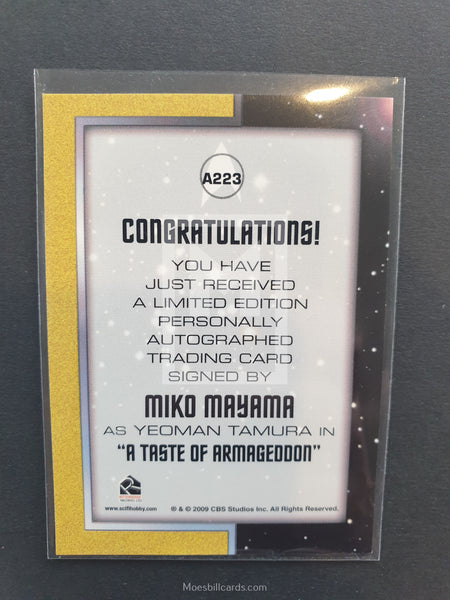 A223
CONGRATULATIONS!
YOU HAVE
JUST RECEIVED
A LIMITED EDITION
PERSONALLY
AUTOGRAPHED
TRADING CARD
SIGNED BY
MIKO MAYAMA
AS YEOMAN TAMURA IN
"A TASTE OF ARMAGEDDON"
www.scifihobby.com
® & © 2009 CBS Studios Inc. All Rights Reserved.
Moesbillcards.com